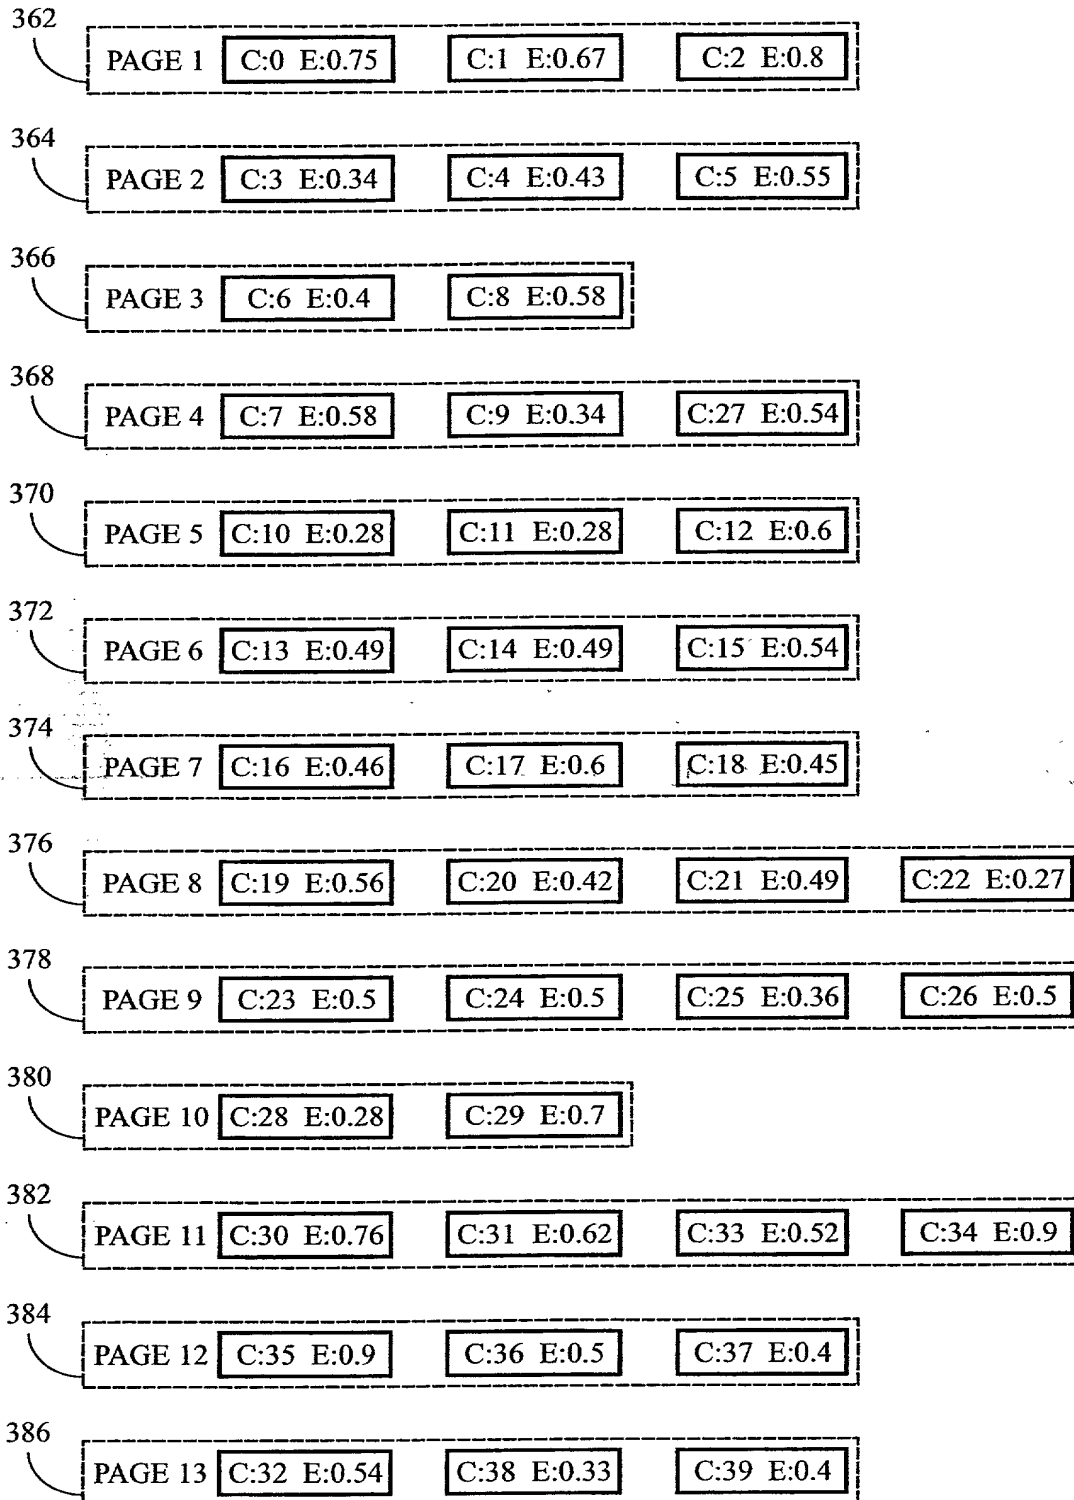 362
PAGE 1 C:0 E:0.75 C:1 E:0.67 C:2 E:0.8
364
PAGE 2 C:3 E:0.34 C:4 E:0.43 C:5 E:0.55
366
PAGE 3 C:6 E:0.4 C:8 E:0.58
368
PAGE 4 C:7 E:0.58 C:9 E:0.34 C:27 E:0.54
370
PAGE 5 C:10 E:0.28 C:11 E:0.28 C:12 E:0.6
372
PAGE 6 C:13 E:0.49 C:14 E:0.49 C:15 E:0.54
374
PAGE 7 C:16 E:0.46 C:17 E:0.6 C:18 E:0.45
376
PAGE 8 C:19 E:0.56 C:20 E:0.42 C:21 E:0.49 C:22 E:0.27
378
PAGE 9 C:23 E:0.5 C:24 E:0.5 C:25 E:0.36 C:26 E:0.5
380
PAGE 10 C:28 E:0.28 C:29 E:0.7
382
PAGE 11 C:30 E:0.76 C:31 E:0.62 C:33 E:0.52 C:34 E:0.9
384
PAGE 12 C:35 E:0.9 C:36 E:0.5 C:37 E:0.4
386
PAGE 13 C:32 E:0.54 C:38 E:0.33 C:39 E:0.4